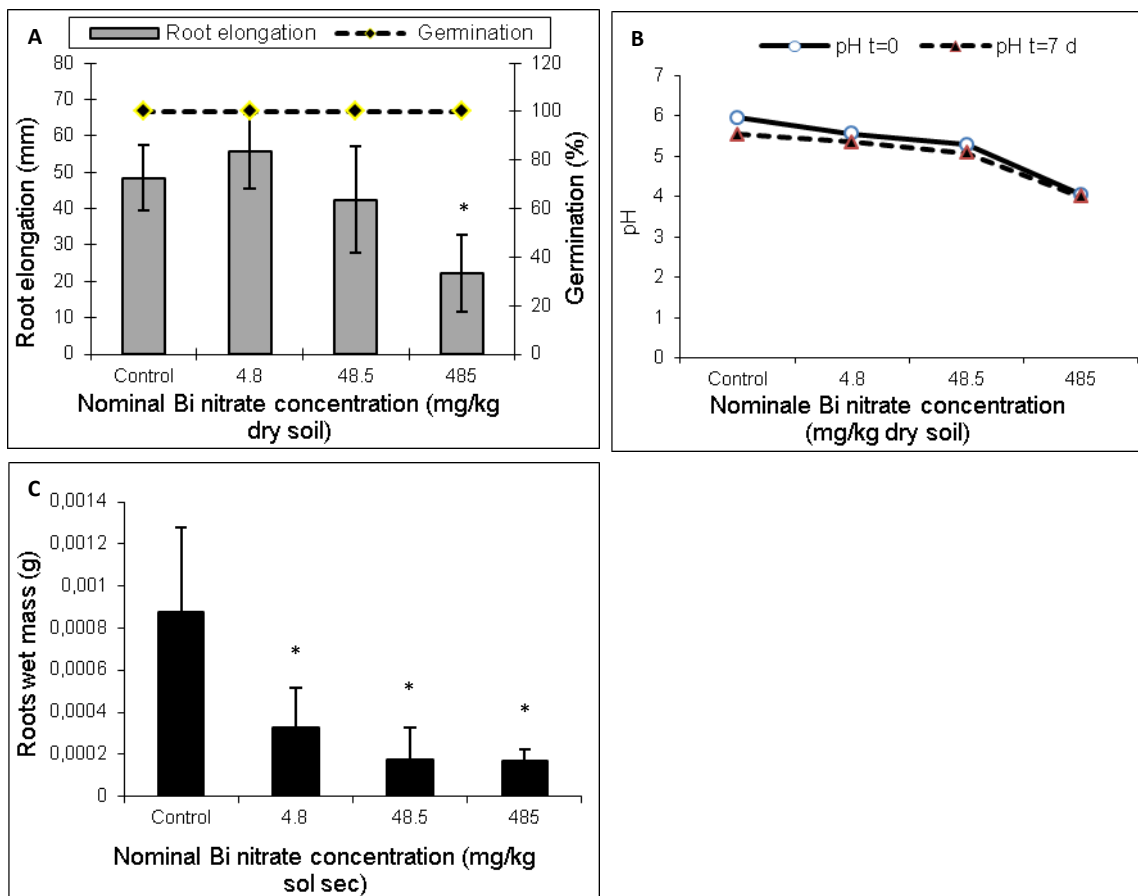 A
Root elongation
Germination
80
70
60
50
40
30
20
10
0
Root elongation (mm)
120
100
80
60
40
20
0
Germination (%)
*
Control
4.8
48.5
485
Nominal Bi nitrate concentration (mg/kg
dry soil)
B
pH t=0
pH t=7 d
7
6
5
4
3
2
1
0
pH
Control
4.8
48.5
485
Nominale Bi nitrate concentration
(mg/kg dry soil)
C
0,0014
0,0012
0,001
0,0008
0,0006
0,0004
0,0002
0
Roots wet mass (g)
*
*
*
Control
4.8
48.5
485
Nominal Bi nitrate concentration (mg/kg
sol sec)